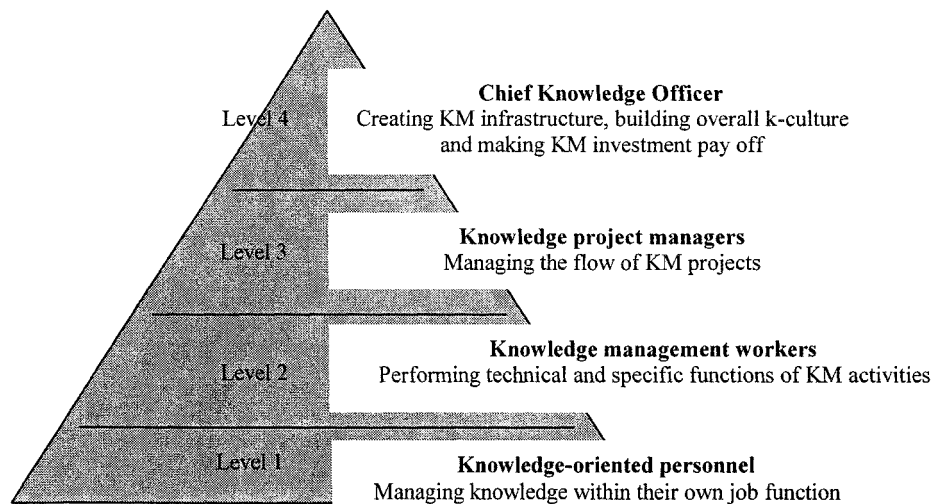 Chief Knowledge Officer
Level 4
Creating KM infrastructure, building overall k-culture
and making KM investment pay off
Knowledge project managers
Level 3
Managing the flow of KM projects
Knowledge management workers
Level 2
Performing technical and specific functions of KM activities
Level 1
Knowledge-oriented personnel
Managing knowledge within their own job function